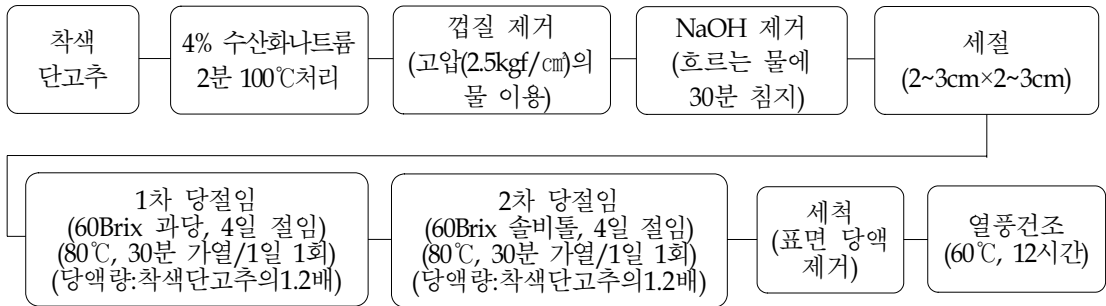 착색
단고추
4% 수산화나트륨
2분 100℃처리
껍질 제거
(고압(2.5kgf/㎠)의
물 이용)
NaOH 제거
(흐르는 물에
30분 침지)
세절
(2~3cm×2~3cm)
1차 당절임
(60Brix 과당, 4일 절임)
(80℃, 30분 가열/1일 1회)
(당액량:착색단고추의1.2배)
2차 당절임
(60Brix 솔비톨, 4일 절임)
(80℃, 30분 가열/1일 1회)
(당액량:착색단고추의1.2배)
세척
(표면 당액
제거)
열풍건조
(60℃, 12시간)